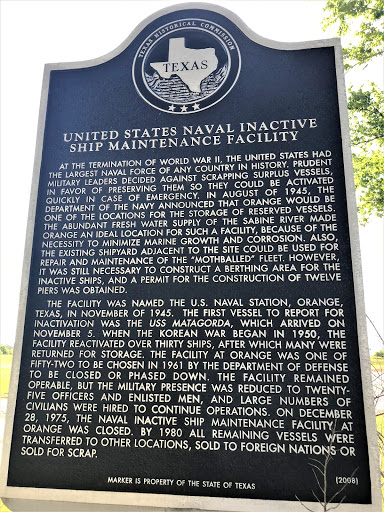 TEXAS HISTORICAL COMMISSION
TEXAS
UNITED STATES NAVAL INACTIVE
SHIP MAINTENANCE FACILITY
AT THE TERMINATION OF WORLD WAR II, THE UNITED STATES HAD
THE LARGEST NAVAL FORCE OF ANY COUNTRY IN HISTORY. PRUDENT
MILITARY LEADERS DECIDED AGAINST SCRAPPING SURPLUS VESSELS,
IN FAVOR OF PRESERVING THEM SO THEY COULD BE ACTIVATED
QUICKLY IN CASE OF EMERGENCY. IN AUGUST OF 1945, THE
DEPARTMENT OF THE NAVY ANNOUNCED THAT ORANGE WOULD BE
ONE OF THE LOCATIONS FOR THE STORAGE OF RESERVED VESSELS.
THE ABUNDANT FRESH WATER SUPPLY OF THE SABINE RIVER MADE
ORANGE AN IDEAL LOCATION FOR SUCH A FACILITY, BECAUSE OF THE
NECESSITY TO MINIMIZE MARINE GROWTH AND CORROSION. ALSO,
THE EXISTING SHIPYARD ADJACENT TO THE SITE COULD BE USED FOR
REPAIR AND MAINTENANCE OF THE "MOTHBALLED" FLEET. HOWEVER,
IT WAS STILL NECESSARY TO CONSTRUCT A BERTHING AREA FOR THE
INACTIVE SHIPS, AND A PERMIT FOR THE CONSTRUCTION OF TWELVE
PIERS WAS OBTAINED.
THE FACILITY WAS NAMED THE U.S. NAVAL STATION, ORANGE,
TEXAS, IN NOVEMBER OF 1945. THE FIRST VESSEL TO REPORT FOR
INACTIVATION WAS THE USS MATAGORDA, WHICH ARRIVED ON
NOVEMBER 5. WHEN THE KOREAN WAR BEGAN IN 1950, THE
FACILITY REACTIVATED OVER THIRTY SHIPS, AFTER WHICH MANY WERE
RETURNED FOR STORAGE. THE FACILITY AT ORANGE WAS ONE OF
FIFTY-TWO TO BE CHOSEN IN 1961 BY THE DEPARTMENT OF DEFENSE
TO BE CLOSED OR PHASED DOWN. THE FACILITY REMAINED
OPERABLE, BUT THE MILITARY PRESENCE WAS REDUCED TO TWENTY-
FIVE OFFICERS AND ENLISTED MEN, AND LARGE NUMBERS OF
CIVILIANS WERE HIRED TO CONTINUE OPERATIONS. ON DECEMBER
28, 1975, THE NAVAL INACTIVE SHIP MAINTENANCE FACILITY AT
ORANGE WAS CLOSED. BY 1980 ALL REMAINING VESSELS WERE
TRANSFERRED TO OTHER LOCATIONS, SOLD TO FOREIGN NATIONS OR
SOLD FOR SCRAP.
MARKER IS PROPERTY OF THE STATE OF TEXAS (2008)